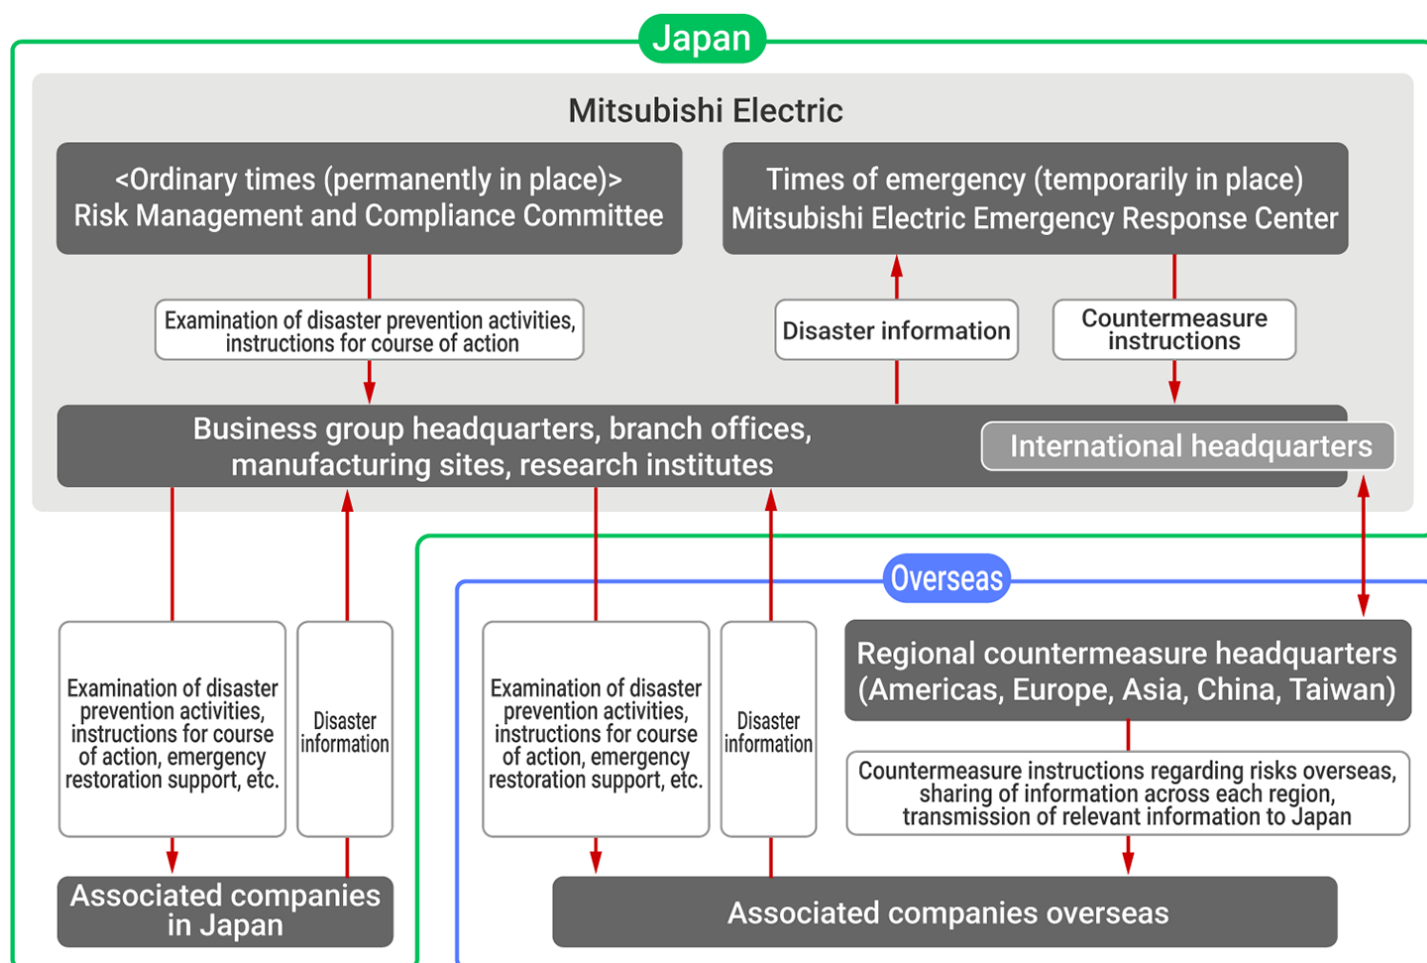 Japan
Mitsubishi Electric
<Ordinary times (permanently in place)>
Risk Management and Compliance Committee
Times of emergency (temporarily in place)
Mitsubishi Electric Emergency Response Center
Examination of disaster prevention activities,
instructions for course of action
Disaster information
Countermeasure
instructions
Business group headquarters, branch offices,
manufacturing sites, research institutes
International headquarters
Overseas
Examination of disaster
prevention activities,
instructions for course
of action, emergency
restoration support, etc.
Disaster
information
Examination of disaster
prevention activities,
instructions for course
of action, emergency
restoration support, etc.
Disaster
information
Regional countermeasure headquarters
(Americas, Europe, Asia, China, Taiwan)
Countermeasure instructions regarding risks overseas,
sharing of information across each region,
transmission of relevant information to Japan
Associated companies
in Japan
Associated companies overseas